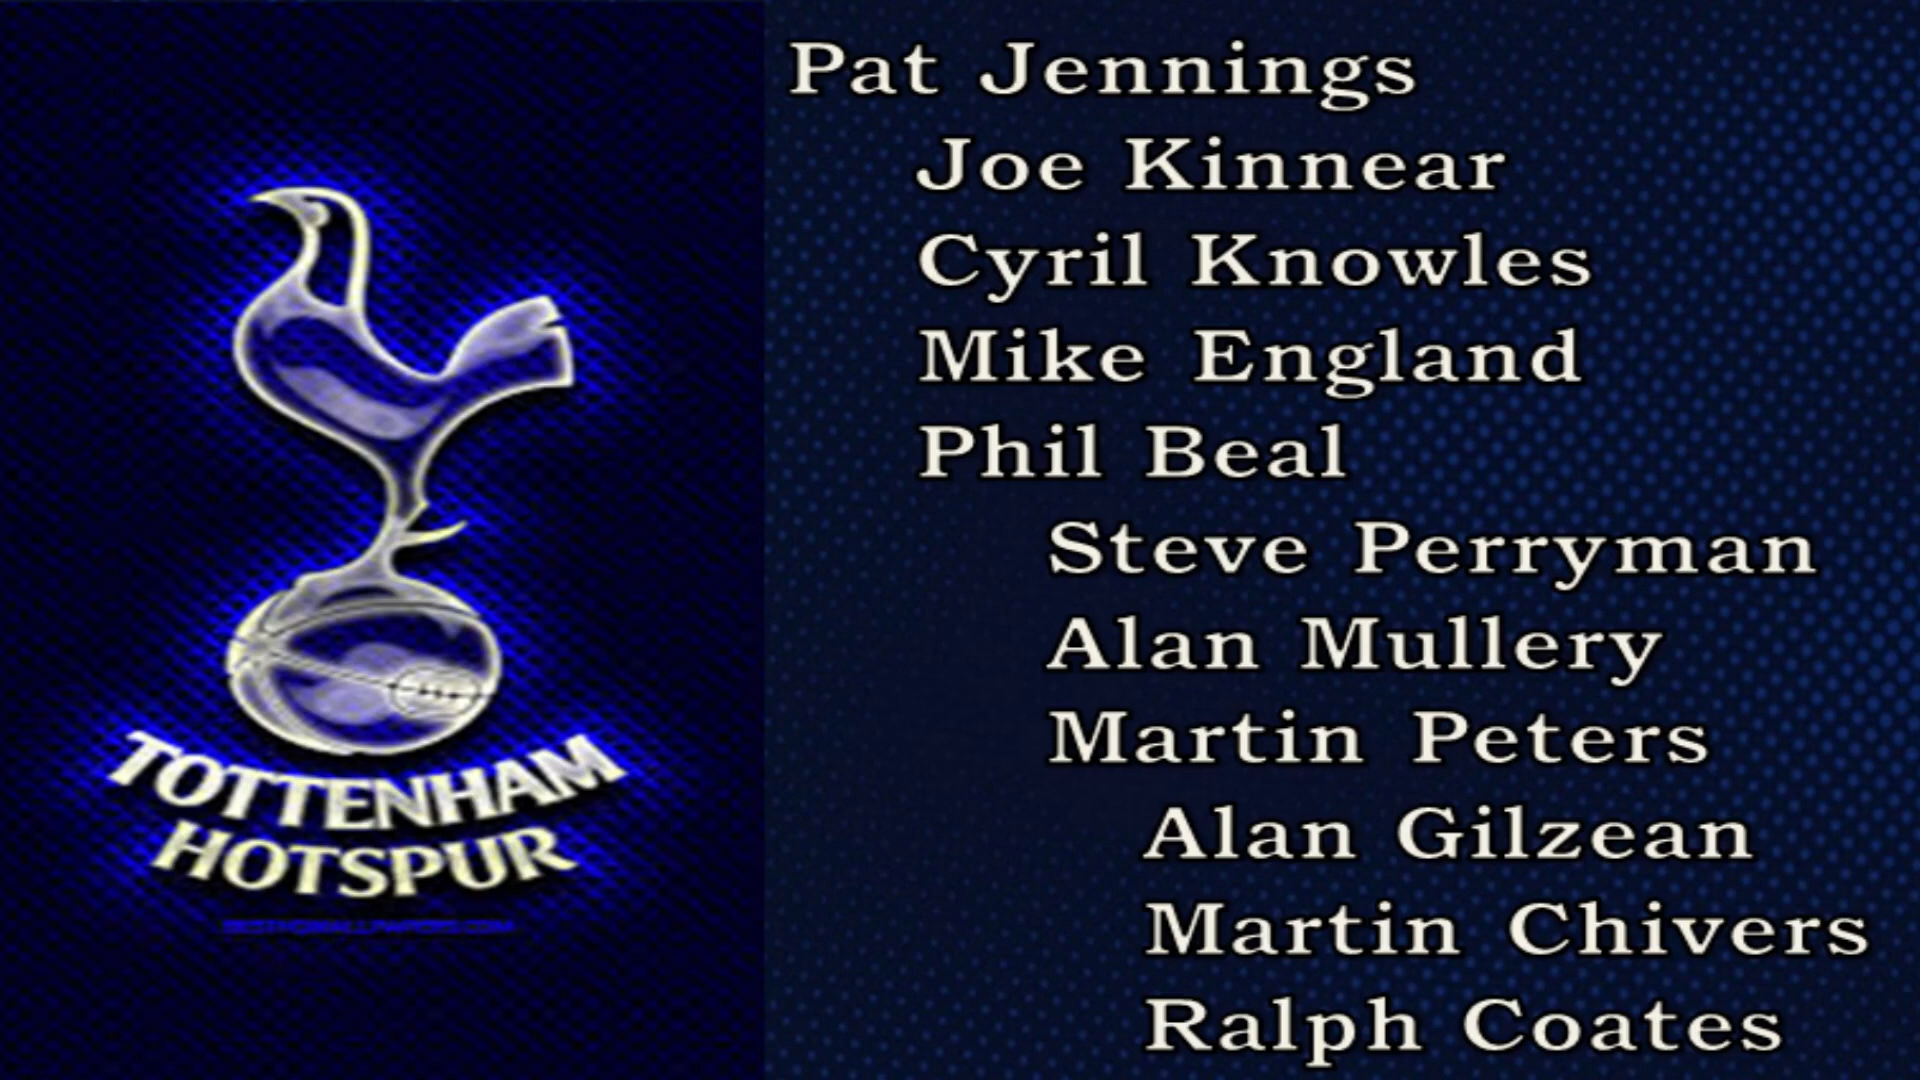 Pat Jennings
Joe Kinnear
Cyril Knowles
Mike England
Phil Beal
Steve Perryman
Alan Mullery
Martin Peters
Alan Gilzean
Martin Chivers
Ralph Coates
TOTTENHAM
HOTSPUR